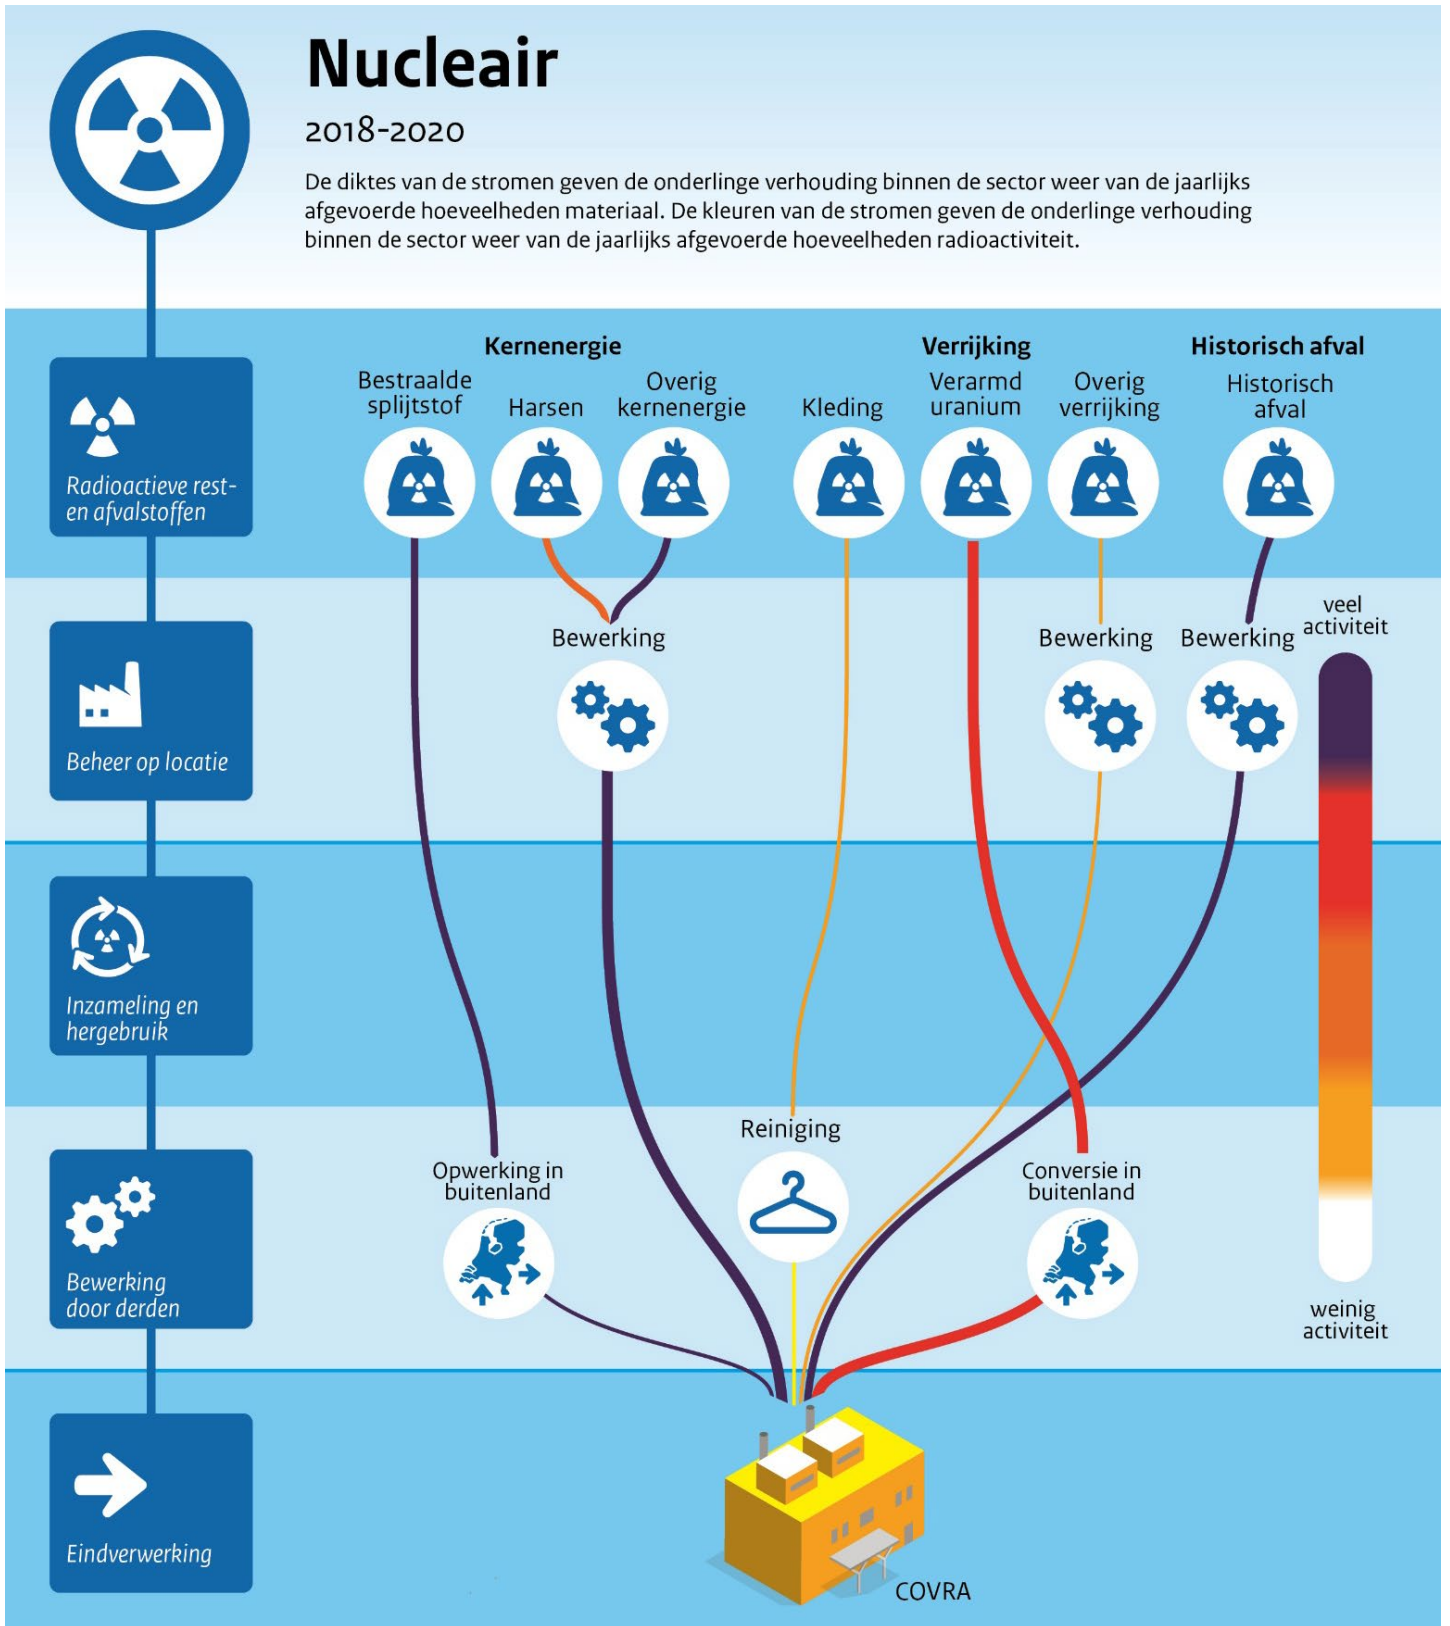 Nucleair
2018-2020
De diktes van de stromen geven de onderlinge verhouding binnen de sector weer van de jaarlijks
afgevoerde hoeveelheden materiaal. De kleuren van de stromen geven de onderlinge verhouding
binnen de sector weer van de jaarlijks afgevoerde hoeveelheden radioactiviteit.
Radioactieve rest-
en afvalstoffen
Kernenergie
Verrijking
Historisch afval
Bestraalde
splijtstof
Harsen
Overig
kernenergie
Kleding
Verarmd
uranium
Overig
verrijking
Historisch
afval
Beheer op locatie
Bewerking
Bewerking
Bewerking
veel
activiteit
Inzameling en
hergebruik
Bewerking
door derden
Opwerking in
buitenland
Reiniging
Conversie in
buitenland
weinig
activiteit
Eindverwerking
COVRA